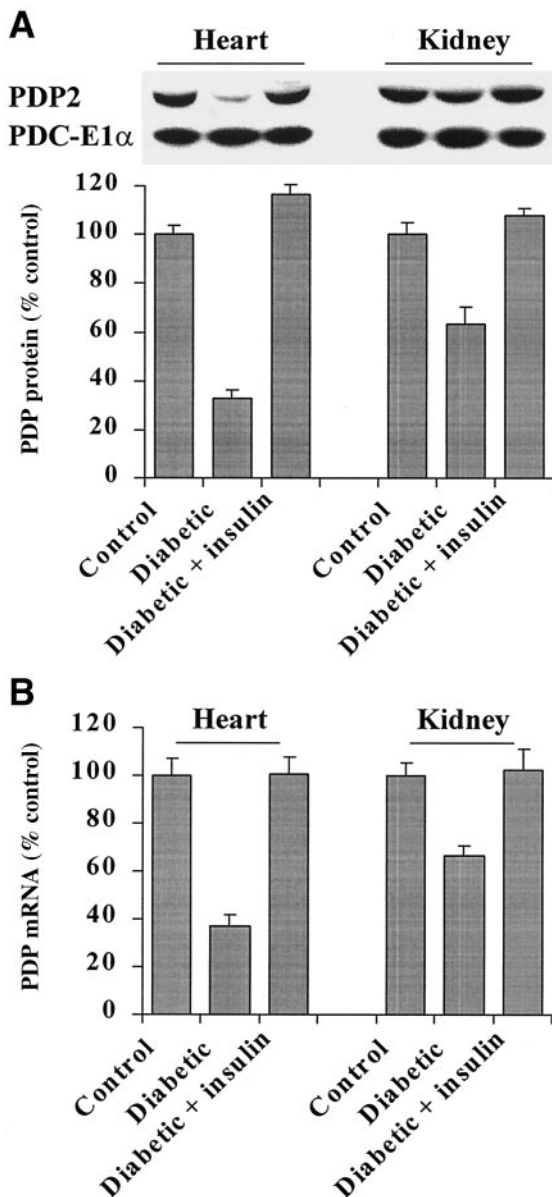 A
Heart Kidney
PDP2
PDC-E1α
PDP protein (% control)
120
100
80
60
40
20
0
Control
Diabetic
Diabetic + insulin
Control
Diabetic
Diabetic + insulin
B
Heart Kidney
PDP mRNA (% control)
120
100
80
60
40
20
0
Control
Diabetic
Diabetic + insulin
Control
Diabetic
Diabetic + insulin